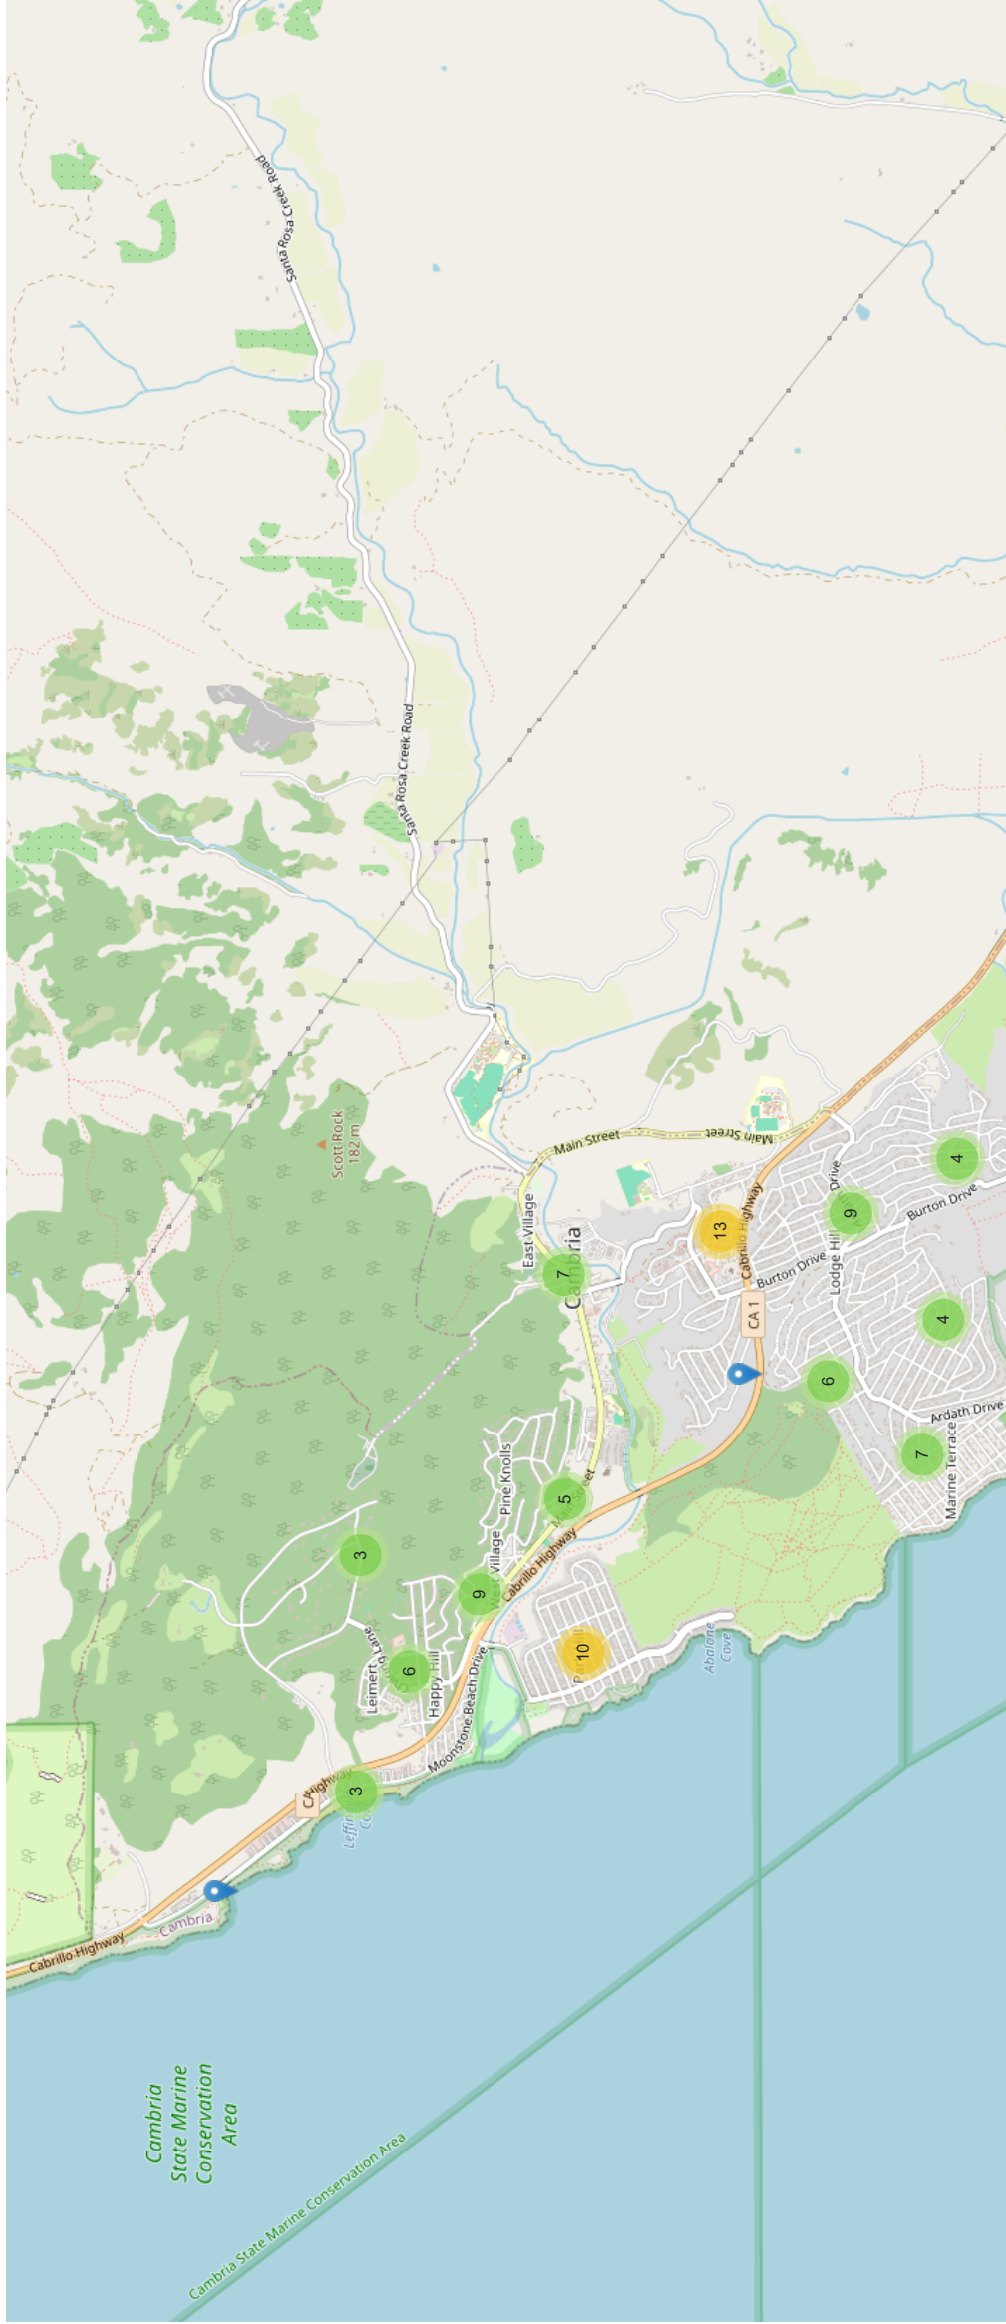 Cabrillo Highway
Cambria
State Marine
Conservation
Area
Cambria
Cambria State Marine Conservation Area
Santa Rosa Creek Road
Santa Rosa Creek Road
Scott Rock
182 m
Highway
3
3
Leimert Lane
6
Happy Hill
Moonstone Beach Drive
9
Village
Pine Knolls
East Village
Cabrillo Highway
5
Street
7
Cambria
Main Street
Main Street
10
Abalone
Cove
13
Cabrillo Highway
CA 1
Burton Drive
6
Lodge Hill
Drive
9
7
Burton Drive
4
4
Ardath Drive
Marine Terrace